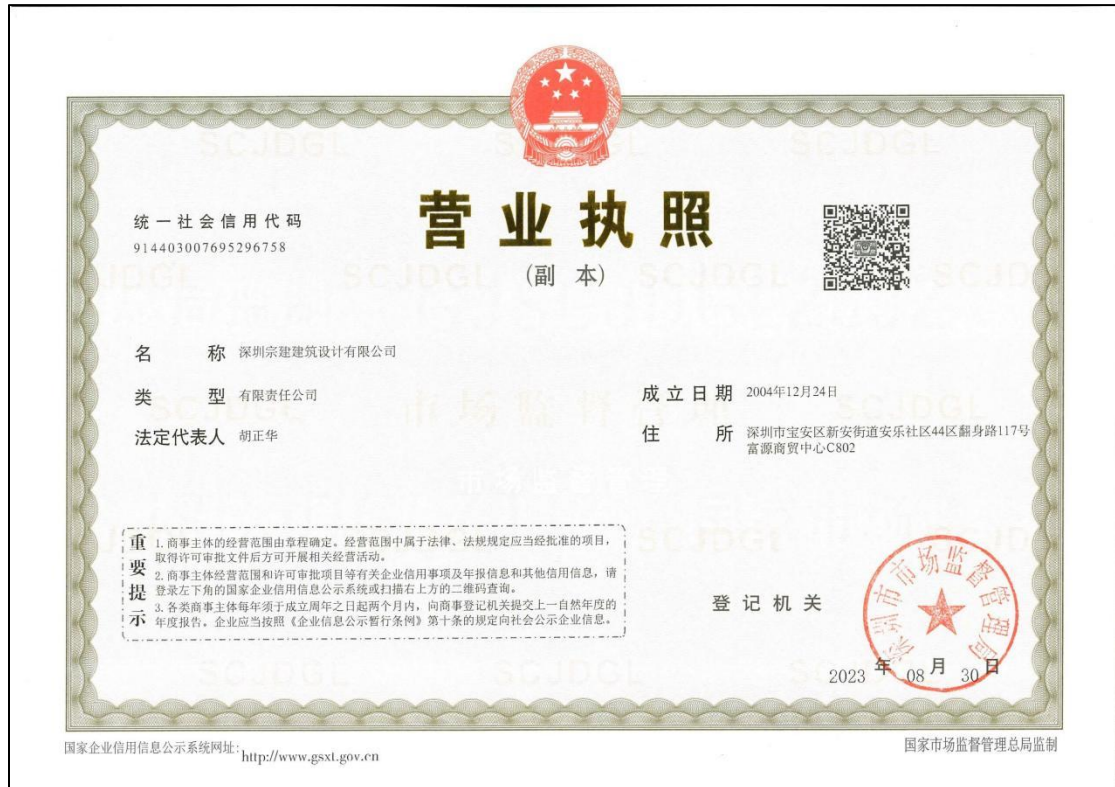 营业执照
(副 本)
统一社会信用代码
914403007695296758
名 称 深圳宗建建筑设计有限公司
类 型 有限责任公司
法定代表人 胡正华
成立日期 2004年12月24日
住 所 深圳市宝安区新安街道安乐社区44区翻身路117号
富源商贸中心C802
重要提示
1. 商事主体的经营范围由章程确定。经营范围中属于法律、法规规定应当经批准的项目，
取得许可审批文件后方可开展相关经营活动。
2. 商事主体经营范围和许可审批项目等有关企业信用事项及年报信息和其他信用信息，请
登录左下角的国家企业信用信息公示系统或扫描右上方的二维码查询。
3. 各类商事主体每年须于成立周年之日起两个月内，向商事登记机关提交上一自然年度的
年度报告。企业应当按照《企业信息公示暂行条例》第十条的规定向社会公示企业信息。
登记机关
深圳市市场监督管理局
2023 年 08 月 30 日
国家企业信用信息公示系统网址：http://www.gsxt.gov.cn
国家市场监督管理总局监制
SCJDGL
市场监督管理